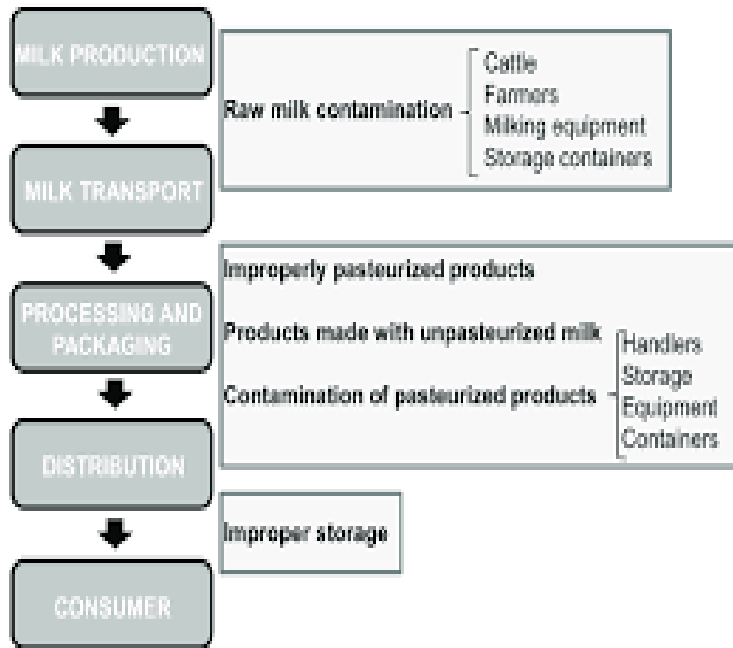 MILK PRODUCTION
Raw milk contamination
Cattle
Farmers
Milking equipment
Storage containers
MILK TRANSPORT
Improperly pasteurized products
PROCESSING AND
PACKAGING
Products made with unpasteurized milk
Contamination of pasteurized products
Handlers
Storage
Equipment
Containers
DISTRIBUTION
Improper storage
CONSUMER